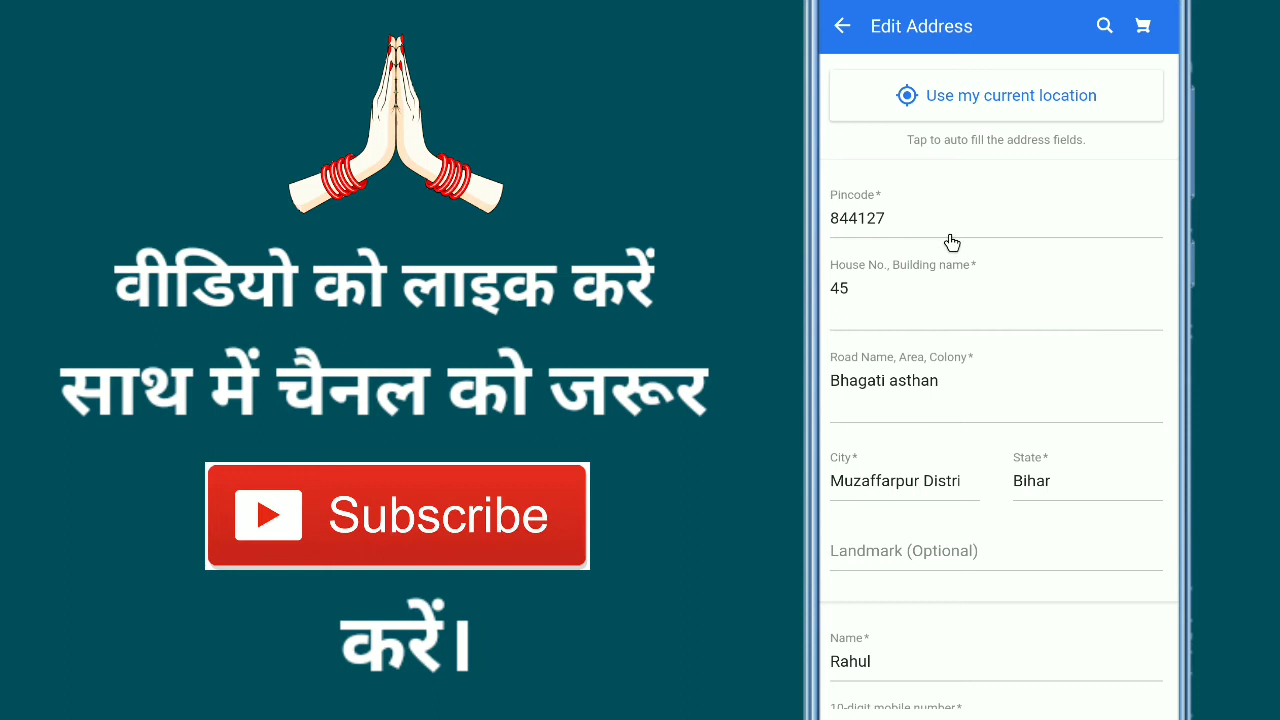 वीडियो को लाइक करें
साथ में चैनल को जरूर
Subscribe
करें।
Edit Address
Use my current location
Tap to auto fill the address fields.
Pincode*
844127
House No., Building name*
45
Road Name, Area, Colony*
Bhagati asthan
City* State*
Muzaffarpur Distri Bihar
Landmark (Optional)
Name*
Rahul
10-digit mobile number*